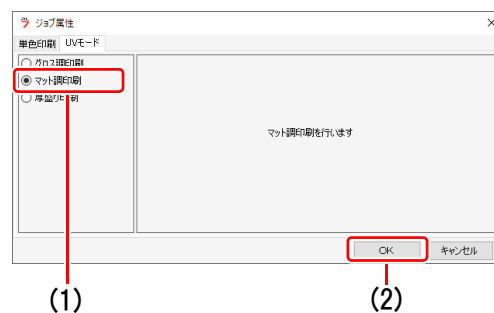 ジョブ属性
単色印刷 UVモード
グロス調印刷
マット調印刷
厚盛り印刷
マット調印刷を行います
OK キャンセル
(1) (2)